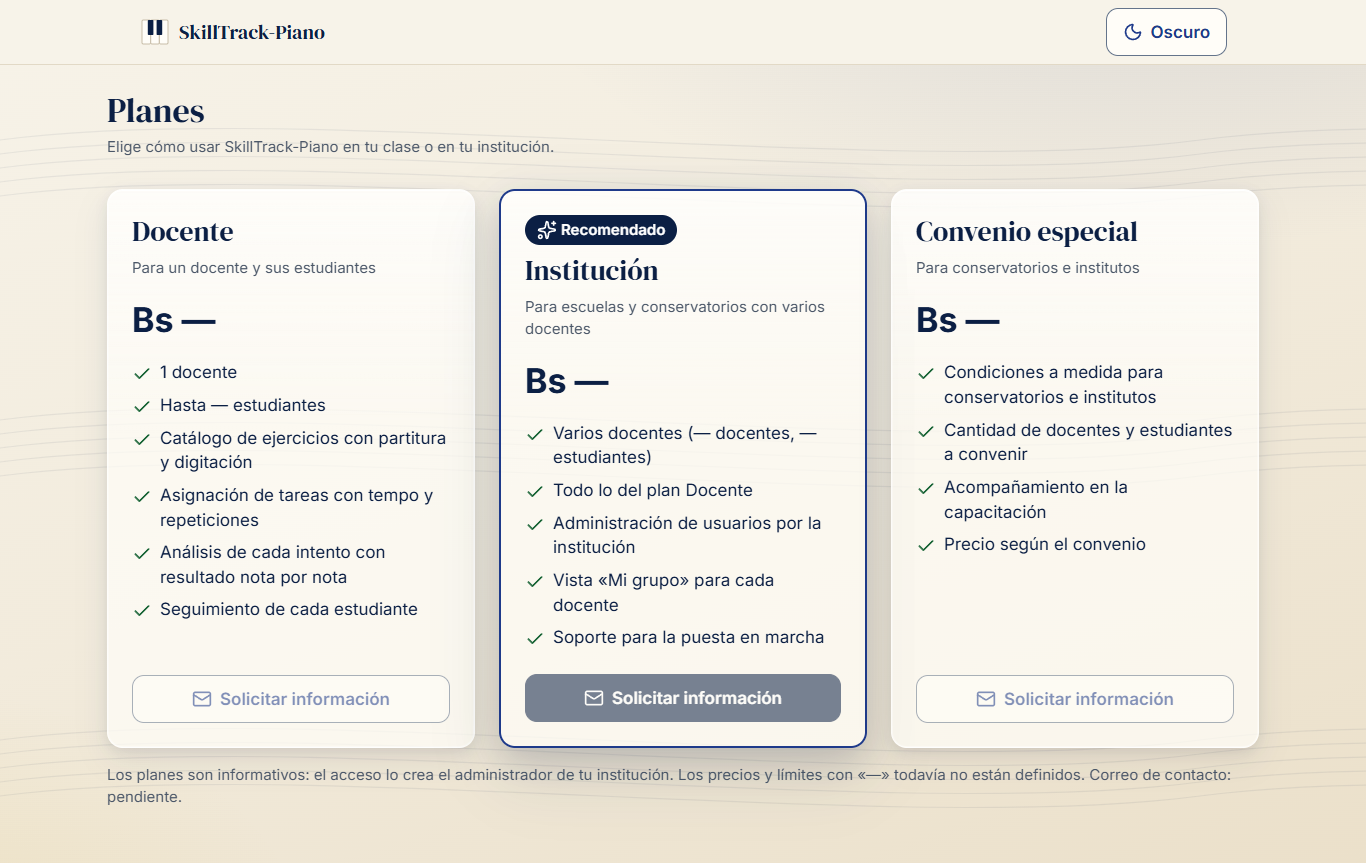 SkillTrack-Piano
Oscuro
Planes
Elige cómo usar SkillTrack-Piano en tu clase o en tu institución.
Docente
Para un docente y sus estudiantes
Bs —
1 docente
Hasta — estudiantes
Catálogo de ejercicios con partitura
y digitación
Asignación de tareas con tempo y
repeticiones
Análisis de cada intento con
resultado nota por nota
Seguimiento de cada estudiante
Solicitar información
Recomendado
Institución
Para escuelas y conservatorios con varios
docentes
Bs —
Varios docentes (— docentes, —
estudiantes)
Todo lo del plan Docente
Administración de usuarios por la
institución
Vista «Mi grupo» para cada
docente
Soporte para la puesta en marcha
Solicitar información
Convenio especial
Para conservatorios e institutos
Bs —
Condiciones a medida para
conservatorios e institutos
Cantidad de docentes y estudiantes
a convenir
Acompañamiento en la
capacitación
Precio según el convenio
Solicitar información
Los planes son informativos: el acceso lo crea el administrador de tu institución. Los precios y límites con «—» todavía no están definidos. Correo de contacto:
pendiente.